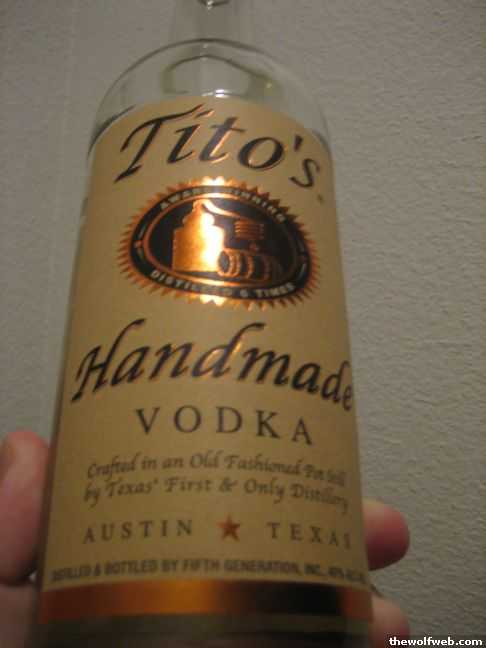 Tito's
AWARD WINNING
DISTILLED 6 TIMES
Handmade
VODKA
Crafted in an Old Fashioned Pot Still
by Texas' First & Only Distillery
AUSTIN ★ TEXAS
DISTILLED & BOTTLED BY FIFTH GENERATION, INC. 40%
thewolfweb.com